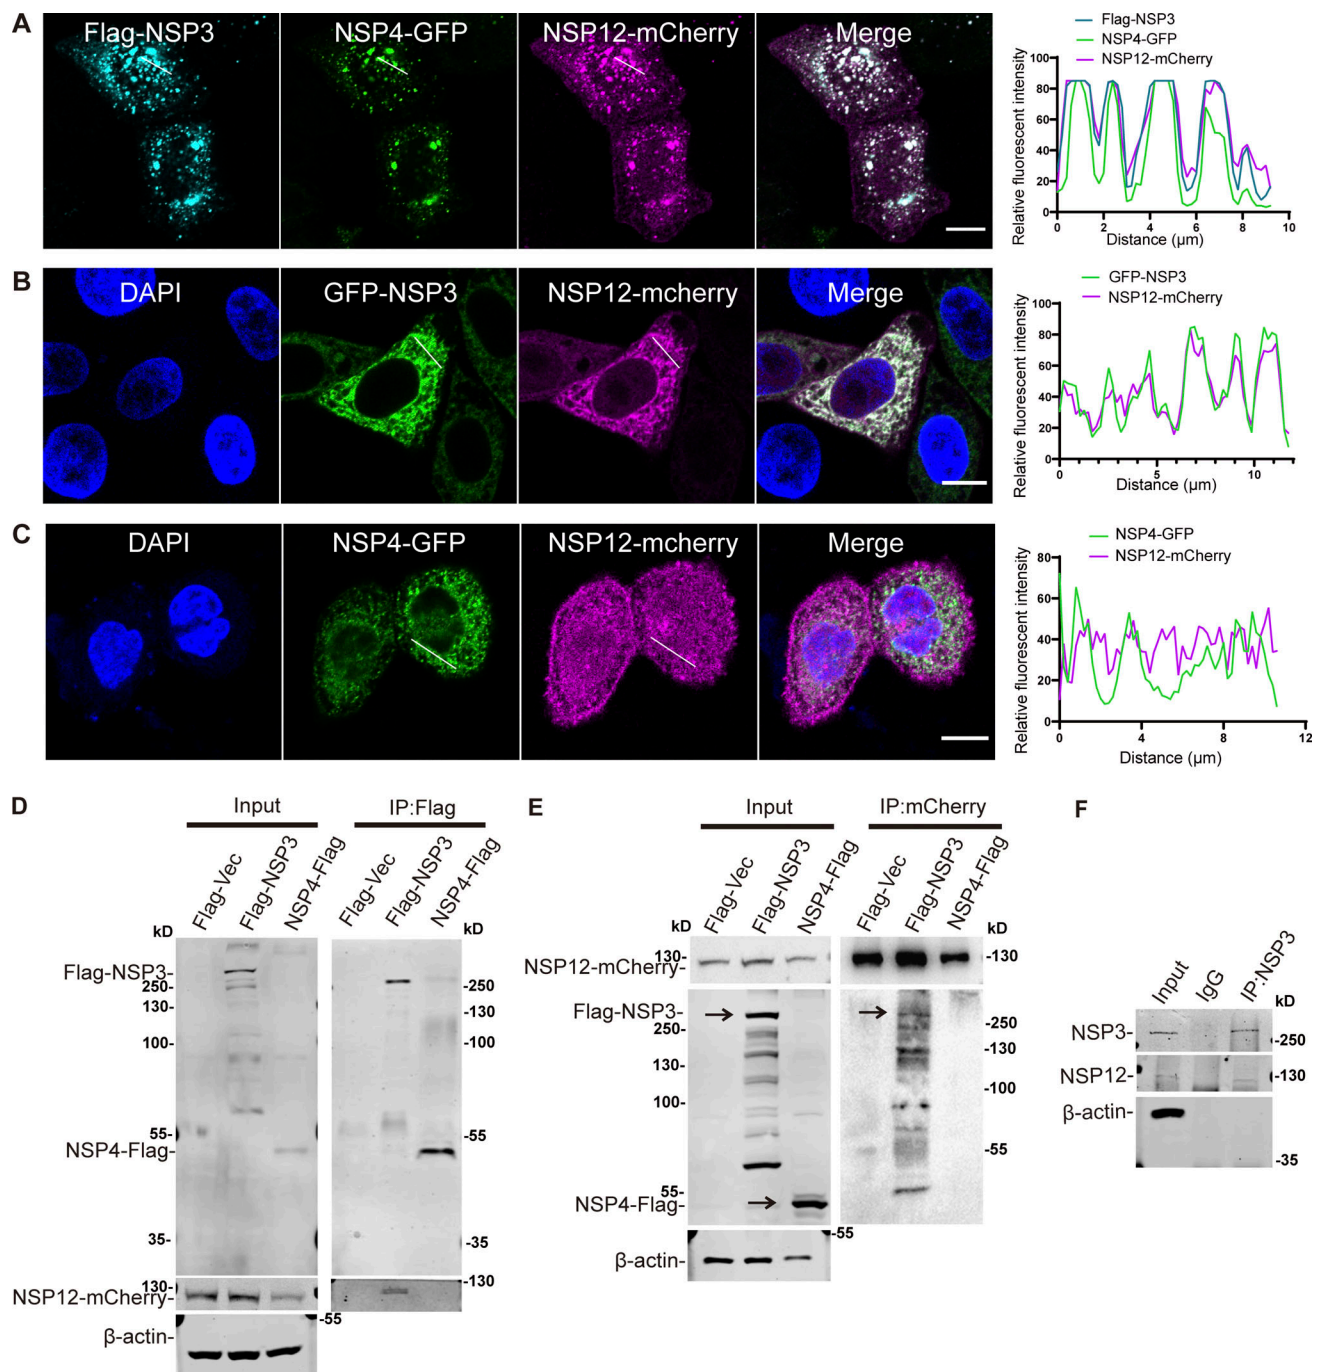 A
Flag-NSP3
NSP4-GFP
NSP12-mCherry
Merge
Flag-NSP3
NSP4-GFP
NSP12-mCherry
Relative fluorescent intensity
100
80
60
40
20
0
0 2 4 6 8 10
Distance (μm)
B
DAPI
GFP-NSP3
NSP12-mcherry
Merge
GFP-NSP3
NSP12-mCherry
Relative fluorescent intensity
100
80
60
40
20
0
0 5 10
Distance (μm)
C
DAPI
NSP4-GFP
NSP12-mcherry
Merge
NSP4-GFP
NSP12-mCherry
Relative fluorescent intensity
80
60
40
20
0
0 4 8 12
Distance (μm)
D
Input
IP:Flag
Flag-Vec
Flag-NSP3
NSP4-Flag
Flag-Vec
Flag-NSP3
NSP4-Flag
kD
kD
Flag-NSP3-
250-
130-
100-
55-
NSP4-Flag-
35-
-250
-130
-100
-55
-35
130-
NSP12-mCherry-
-130
-55
β-actin-
E
Input
IP:mCherry
Flag-Vec
Flag-NSP3
NSP4-Flag
Flag-Vec
Flag-NSP3
NSP4-Flag
kD
kD
130-
NSP12-mCherry-
-130
Flag-NSP3-
250-
130-
100-
55-
NSP4-Flag-
-250
-130
-100
-55
-55
β-actin-
F
Input
IgG
IP:NSP3
kD
NSP3-
-250
NSP12-
-130
β-actin-
-35